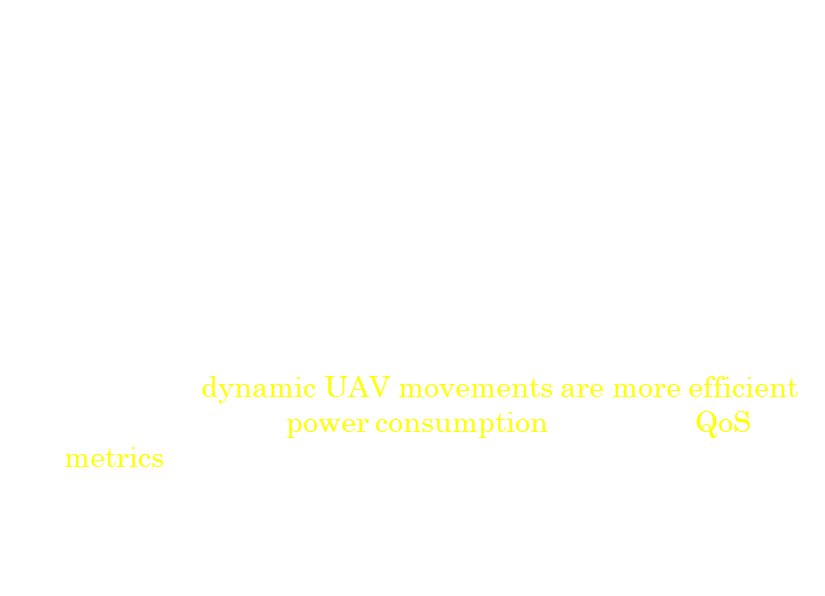 dynamic UAV movements are more efficient
power consumption QoS
metrics